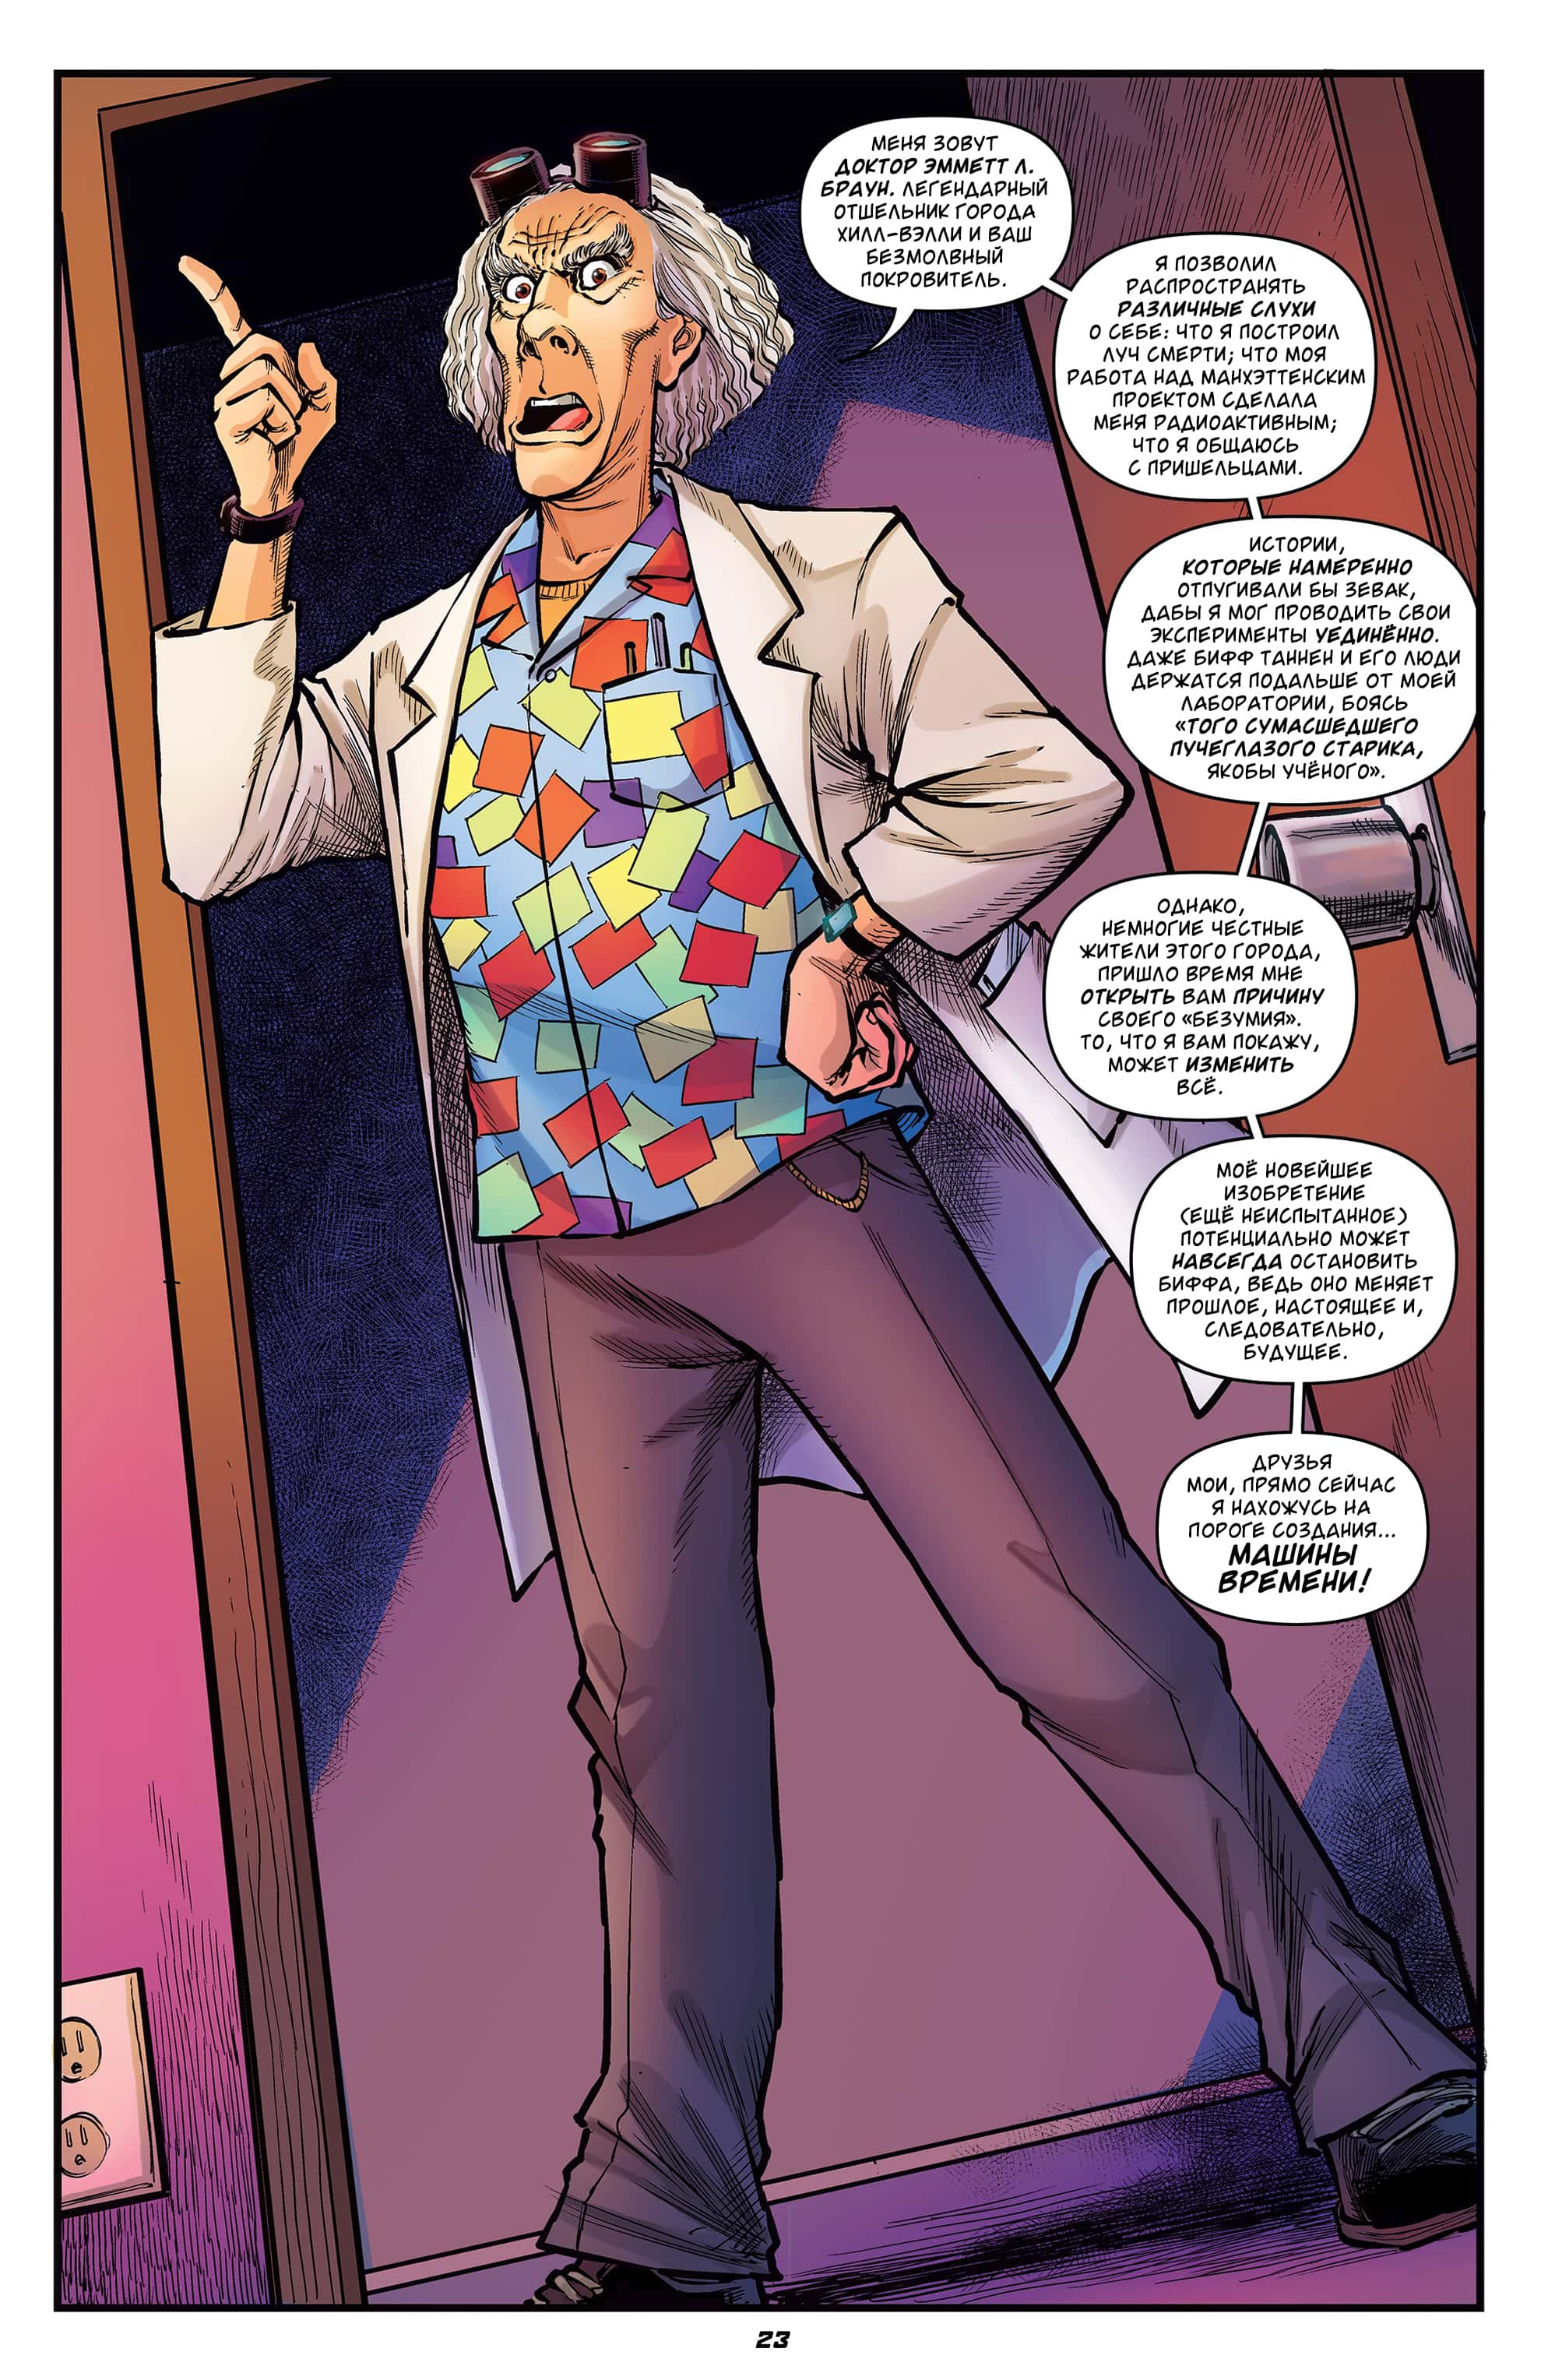 МЕНЯ ЗОВУТ
ДОКТОР ЭММЕТТ Л.
БРАУН. ЛЕГЕНДАРНЫЙ
ОТШЕЛЬНИК ГОРОДА
ХИЛЛ-ВЭЛЛИ И ВАШ
БЕЗМОЛВНЫЙ
ПОКРОВИТЕЛЬ.
Я ПОЗВОЛИЛ
РАСПРОСТРАНЯТЬ
РАЗЛИЧНЫЕ СЛУХИ
О СЕБЕ: ЧТО Я ПОСТРОИЛ
ЛУЧ СМЕРТИ; ЧТО МОЯ
РАБОТА НАД МАНХЭТТЕНСКИМ
ПРОЕКТОМ СДЕЛАЛА
МЕНЯ РАДИОАКТИВНЫМ;
ЧТО Я ОБЩАЮСЬ
С ПРИШЕЛЬЦАМИ.
ИСТОРИИ,
КОТОРЫЕ НАМЕРЕННО
ОТПУГИВАЛИ БЫ ЗЕВАК,
ДАБЫ Я МОГ ПРОВОДИТЬ СВОИ
ЭКСПЕРИМЕНТЫ УЕДИНЁННО.
ДАЖЕ БИФФ ТАННЕН И ЕГО ЛЮДИ
ДЕРЖАТСЯ ПОДАЛЬШЕ ОТ МОЕЙ
ЛАБОРАТОРИИ, БОЯСЬ
«ТОГО СУМАСШЕДШЕГО
ПУЧЕГЛАЗОГО СТАРИКА,
ЯКОБЫ УЧЁНОГО».
ОДНАКО,
НЕМНОГИЕ ЧЕСТНЫЕ
ЖИТЕЛИ ЭТОГО ГОРОДА,
ПРИШЛО ВРЕМЯ МНЕ
ОТКРЫТЬ ВАМ ПРИЧИНУ
СВОЕГО «БЕЗУМИЯ».
ТО, ЧТО Я ВАМ ПОКАЖУ,
МОЖЕТ ИЗМЕНИТЬ
ВСЁ.
МОЁ НОВЕЙШЕЕ
ИЗОБРЕТЕНИЕ
(ЕЩЁ НЕИСПЫТАННОЕ)
ПОТЕНЦИАЛЬНО МОЖЕТ
НАВСЕГДА ОСТАНОВИТЬ
БИФФА, ВЕДЬ ОНО МЕНЯЕТ
ПРОШЛОЕ, НАСТОЯЩЕЕ И,
СЛЕДОВАТЕЛЬНО,
БУДУЩЕЕ.
ДРУЗЬЯ
МОИ, ПРЯМО СЕЙЧАС
Я НАХОЖУСЬ НА
ПОРОГЕ СОЗДАНИЯ...
МАШИНЫ
ВРЕМЕНИ!
23